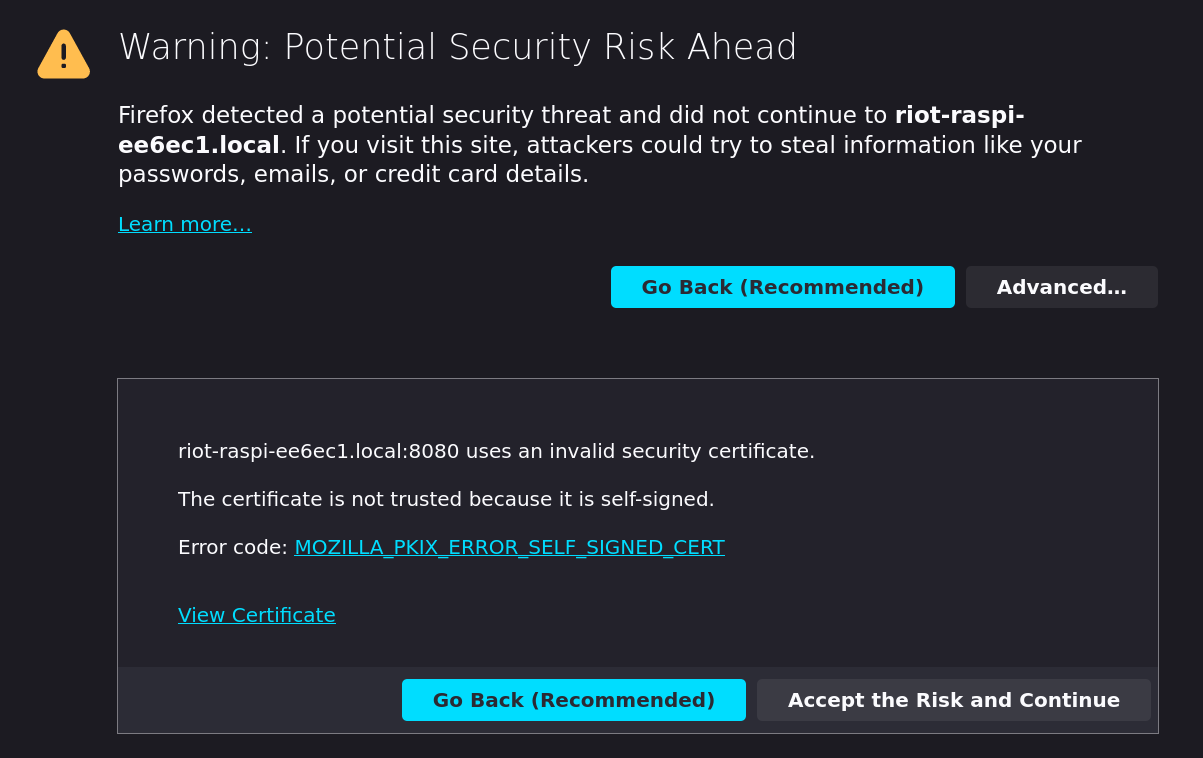 Warning: Potential Security Risk Ahead
Firefox detected a potential security threat and did not continue to riot-raspi-
ee6ec1.local. If you visit this site, attackers could try to steal information like your
passwords, emails, or credit card details.
Learn more…
Go Back (Recommended)
Advanced…
riot-raspi-ee6ec1.local:8080 uses an invalid security certificate.
The certificate is not trusted because it is self-signed.
Error code: MOZILLA_PKIX_ERROR_SELF_SIGNED_CERT
View Certificate
Go Back (Recommended)
Accept the Risk and Continue